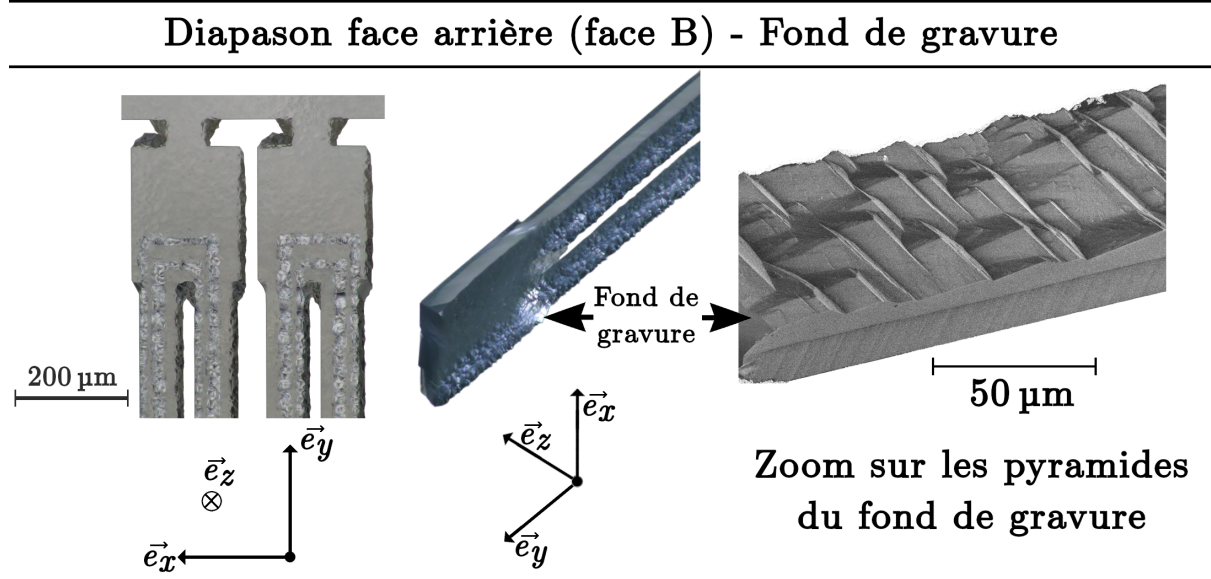 Diapason face arrière (face B) - Fond de gravure
Fond de
gravure
200 µm
50 µm
e⃗y
e⃗z
e⃗x
e⃗x
e⃗z
e⃗y
Zoom sur les pyramides
du fond de gravure